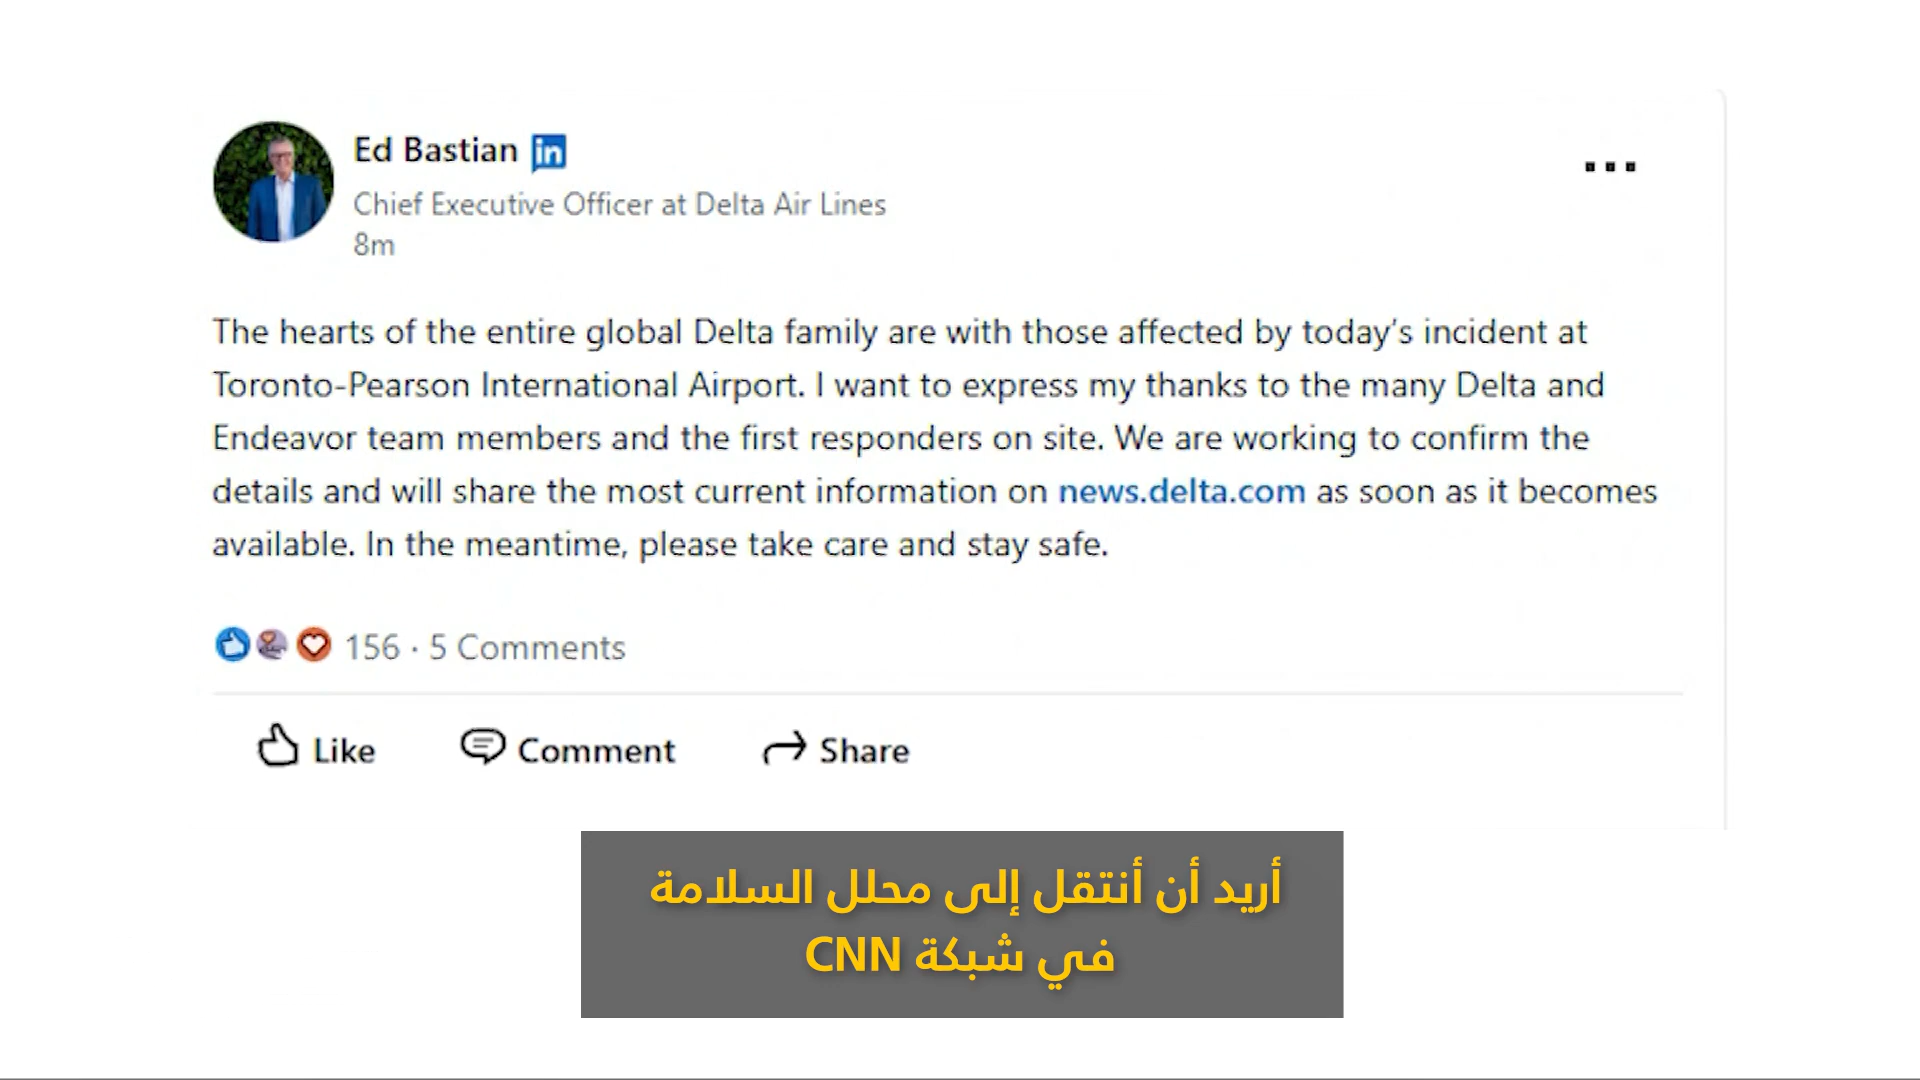 Ed Bastian in
Chief Executive Officer at Delta Air Lines
8m
The hearts of the entire global Delta family are with those affected by today's incident at
Toronto-Pearson International Airport. I want to express my thanks to the many Delta and
Endeavor team members and the first responders on site. We are working to confirm the
details and will share the most current information on news.delta.com as soon as it becomes
available. In the meantime, please take care and stay safe.
156 · 5 Comments
Like Comment Share
أريد أن أنتقل إلى محلل السلامة
في شبكة CNN